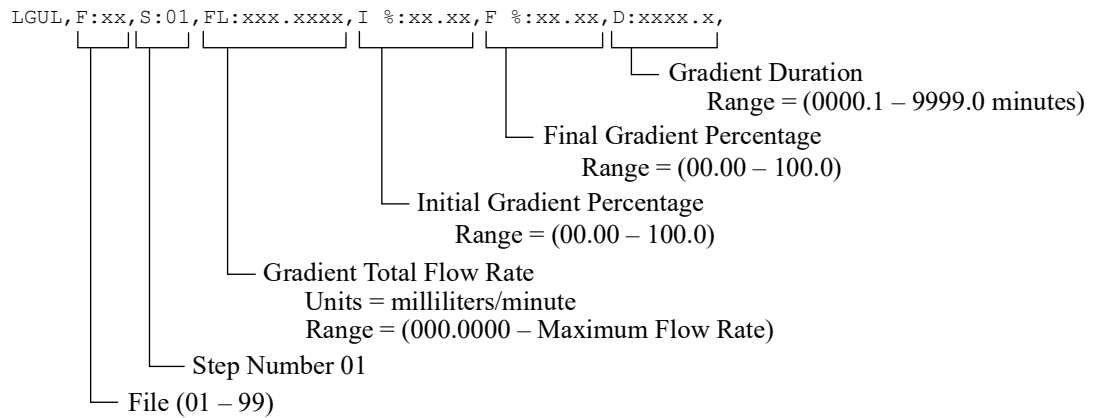 LGUL,F:xx,S:01,FL:xxx.xxxx,I %:xx.xx,F %:xx.xx,D:xxxx.x,
Gradient Duration
Range = (0000.1 – 9999.0 minutes)
Final Gradient Percentage
Range = (00.00 – 100.0)
Initial Gradient Percentage
Range = (00.00 – 100.0)
Gradient Total Flow Rate
Units = milliliters/minute
Range = (000.0000 – Maximum Flow Rate)
Step Number 01
File (01 – 99)